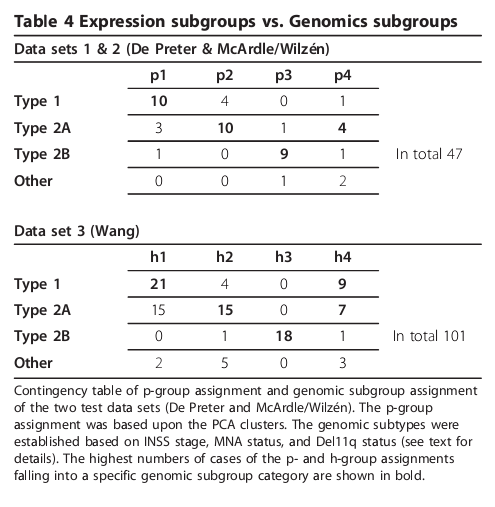 Table 4 Expression subgroups vs. Genomics subgroups
Data sets 1 & 2 (De Preter & McArdle/Wilzén)
p1 p2 p3 p4
Type 1 10 4 0 1
Type 2A 3 10 1 4
Type 2B 1 0 9 1 In total 47
Other 0 0 1 2
Data set 3 (Wang)
h1 h2 h3 h4
Type 1 21 4 0 9
Type 2A 15 15 0 7
Type 2B 0 1 18 1 In total 101
Other 2 5 0 3
Contingency table of p-group assignment and genomic subgroup assignment
of the two test data sets (De Preter and McArdle/Wilzén). The p-group
assignment was based upon the PCA clusters. The genomic subtypes were
established based on INSS stage, MNA status, and Del11q status (see text for
details). The highest numbers of cases of the p- and h-group assignments
falling into a specific genomic subgroup category are shown in bold.